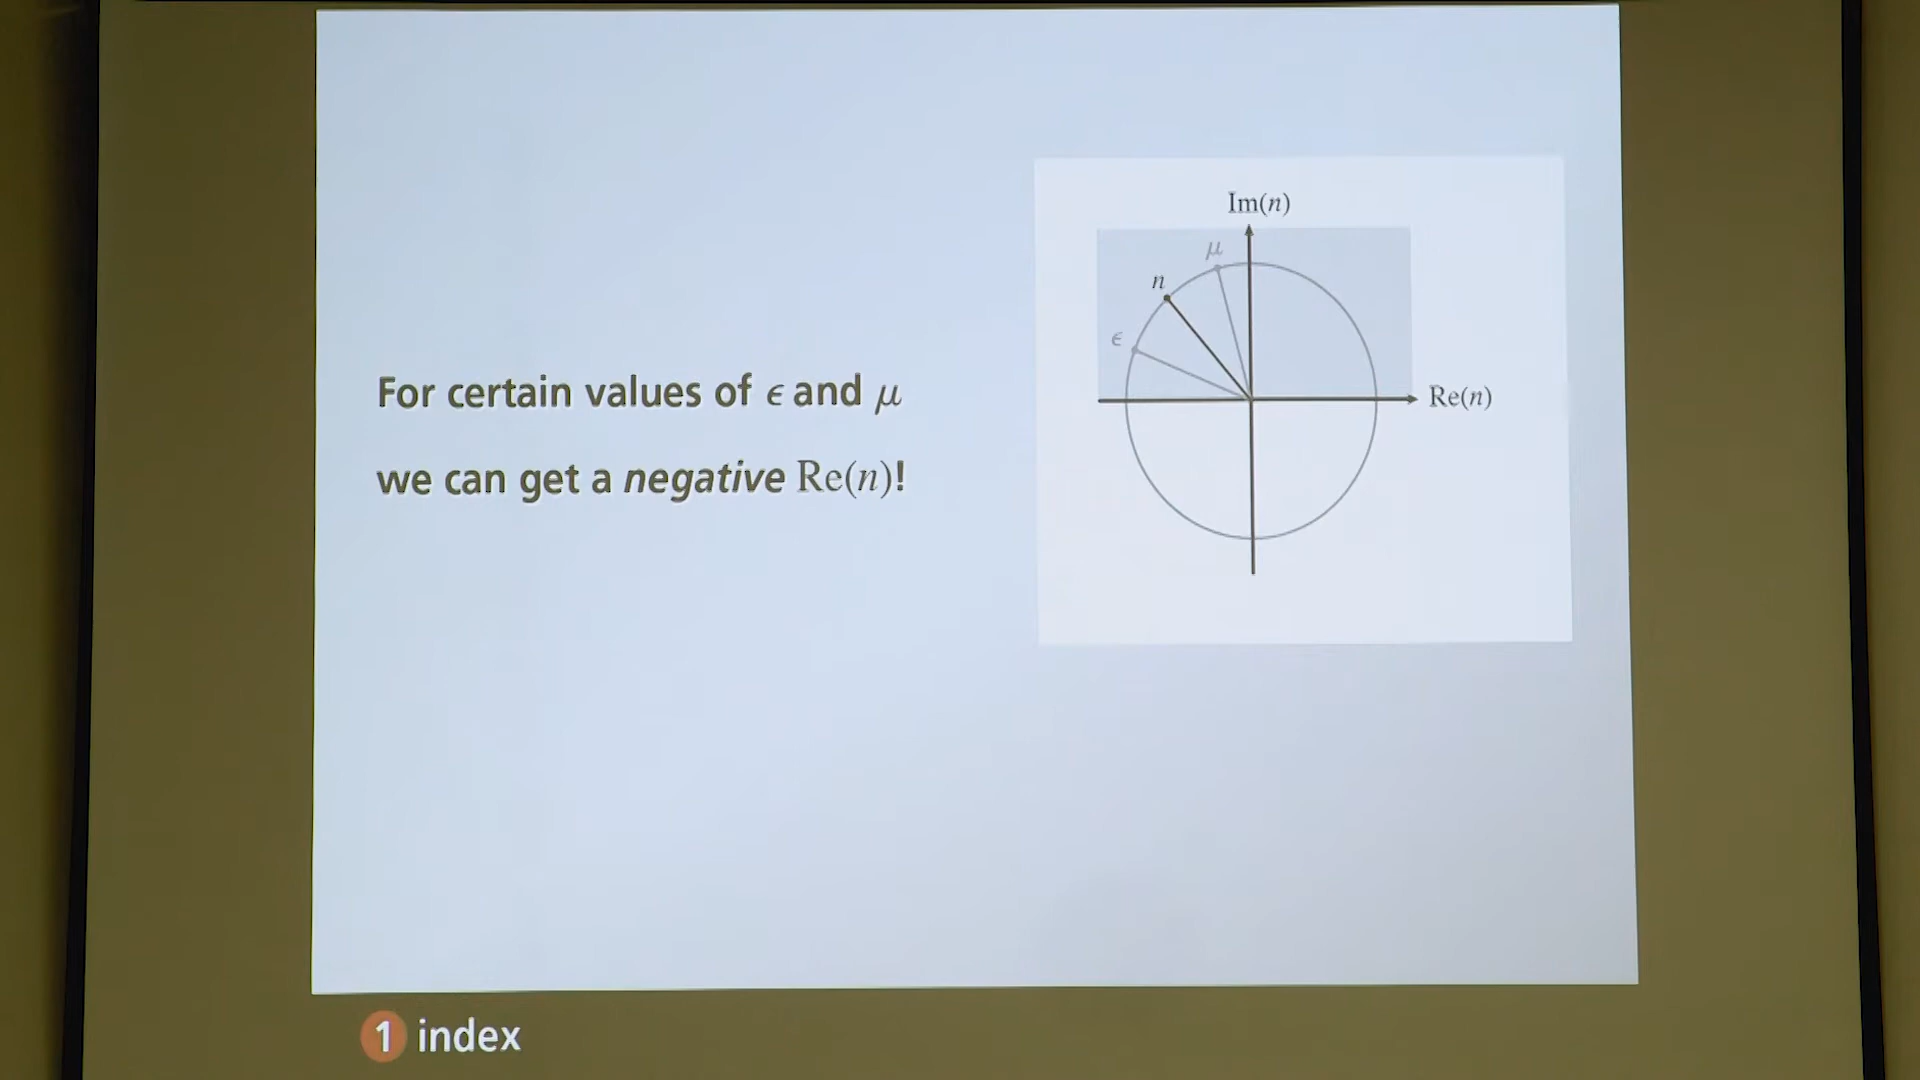 For certain values of ϵ and μ
we can get a negative Re(n)!
Im(n)
μ
n
ϵ
Re(n)
1 index